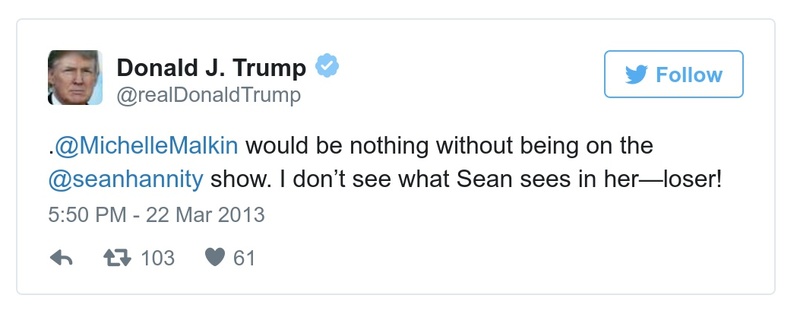 Donald J. Trump
@realDonaldTrump
Follow
.@MichelleMalkin would be nothing without being on the
@seanhannity show. I don’t see what Sean sees in her—loser!
5:50 PM - 22 Mar 2013
103 61